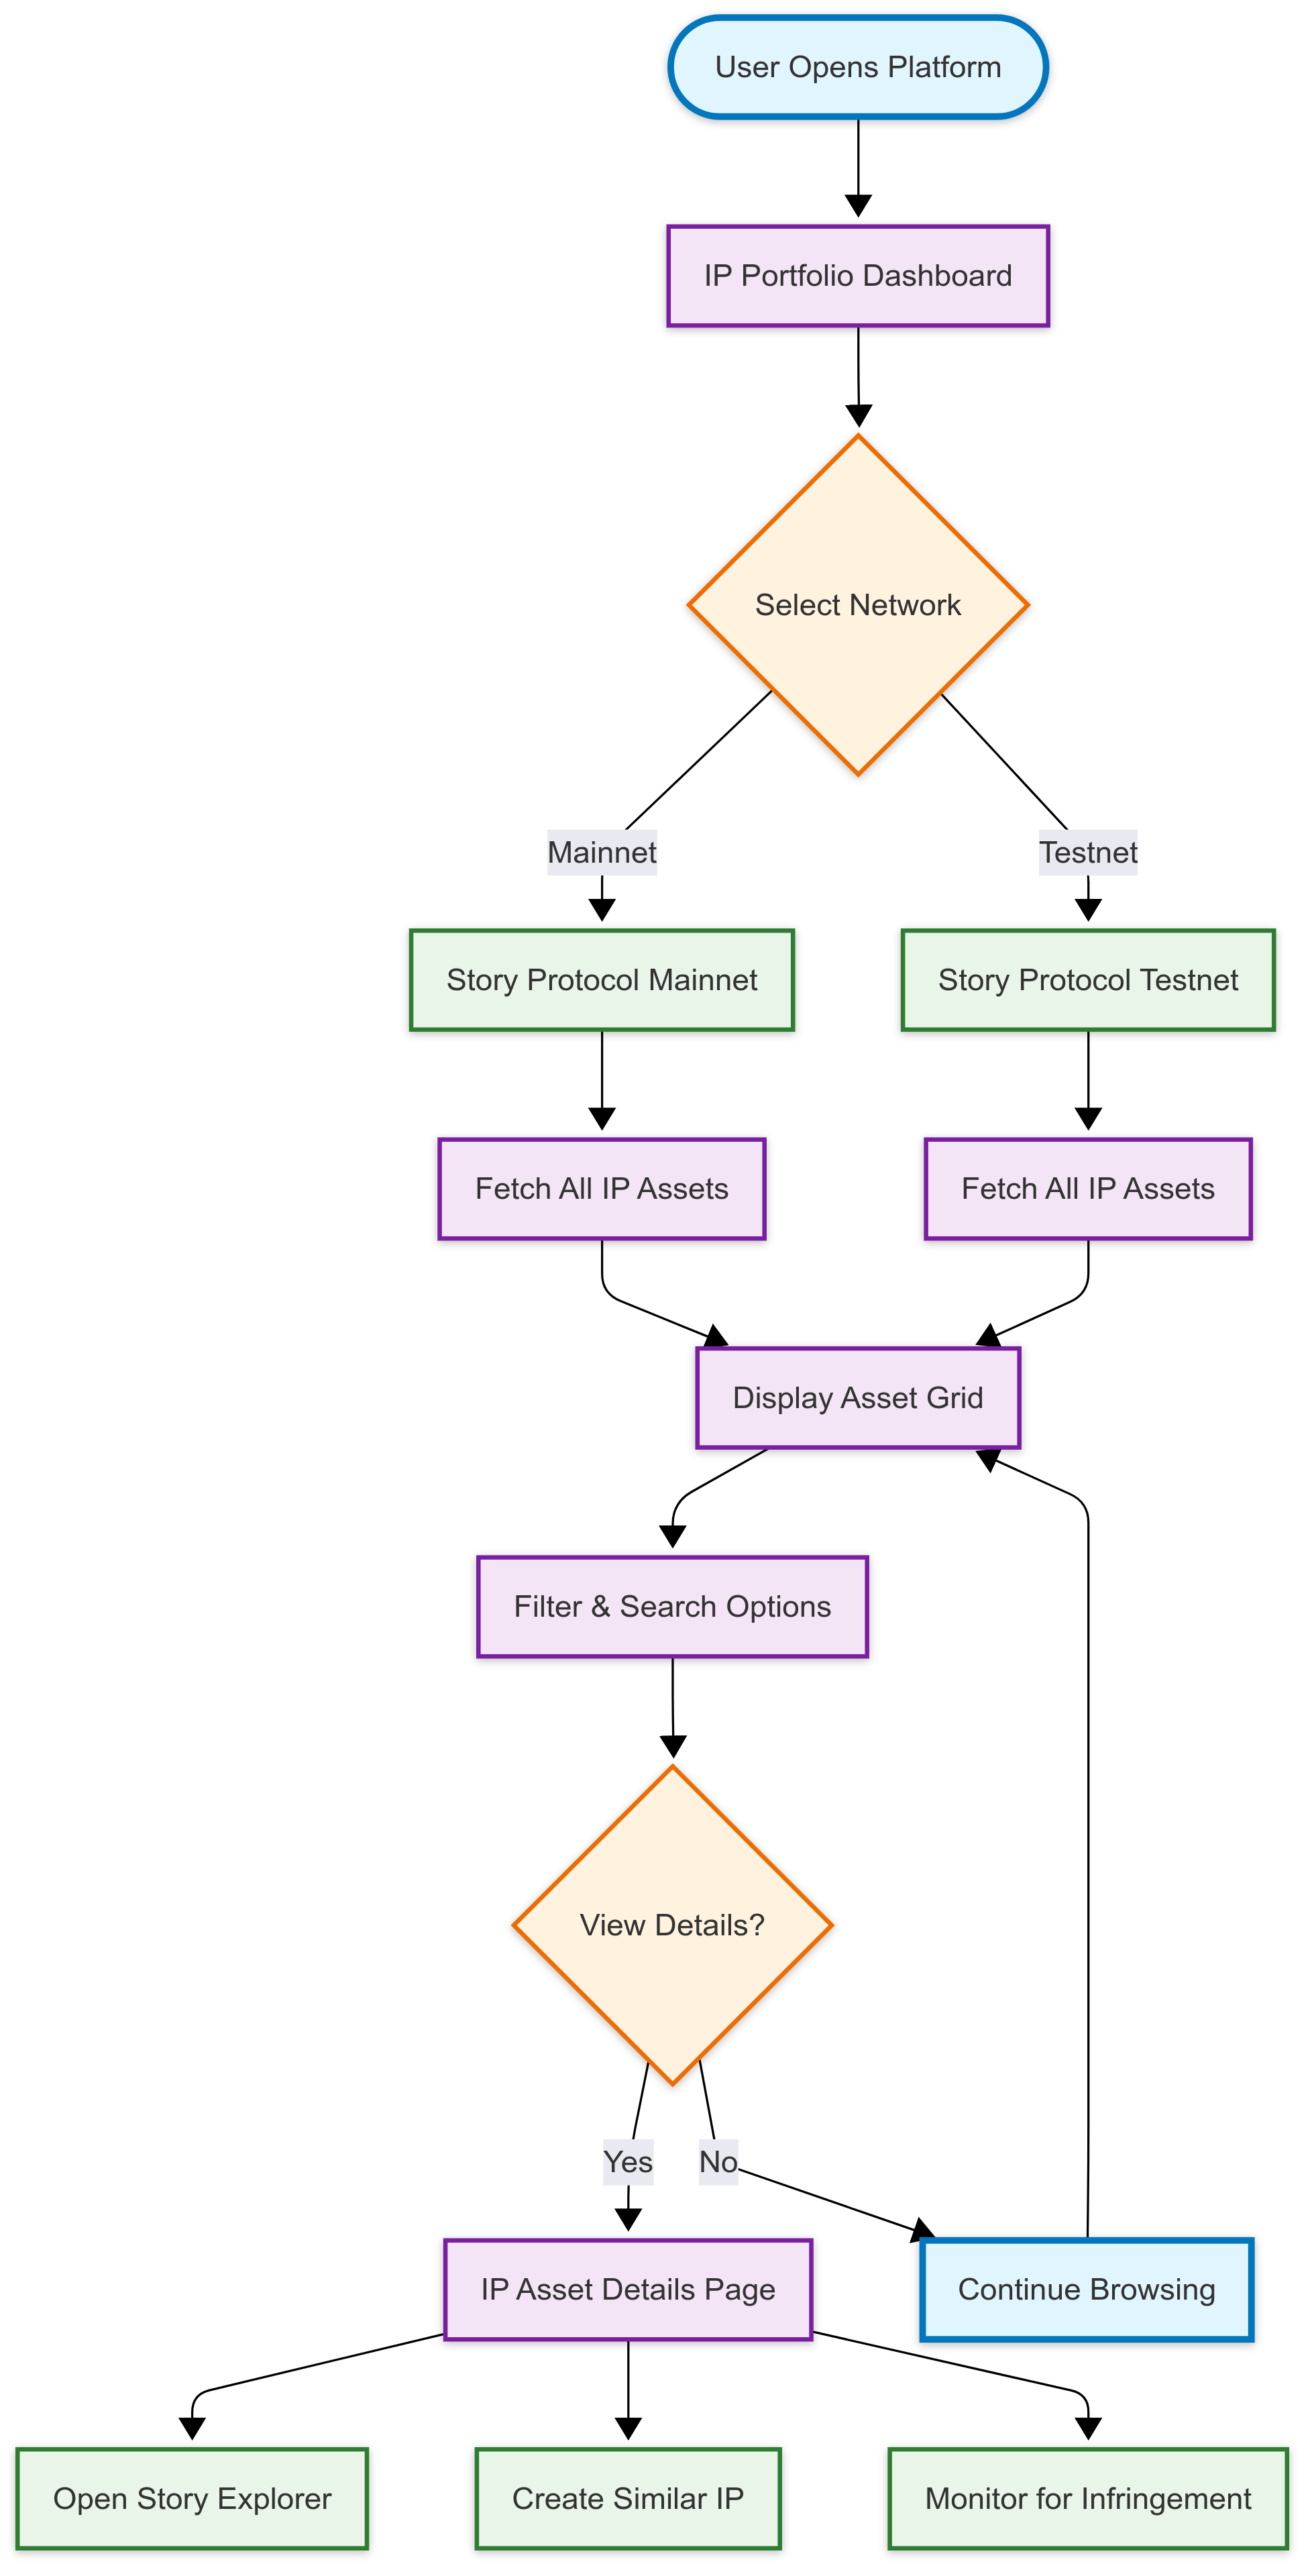 User Opens Platform
IP Portfolio Dashboard
Select Network
Mainnet
Testnet
Story Protocol Mainnet
Story Protocol Testnet
Fetch All IP Assets
Fetch All IP Assets
Display Asset Grid
Filter & Search Options
View Details?
Yes
No
IP Asset Details Page
Continue Browsing
Open Story Explorer
Create Similar IP
Monitor for Infringement